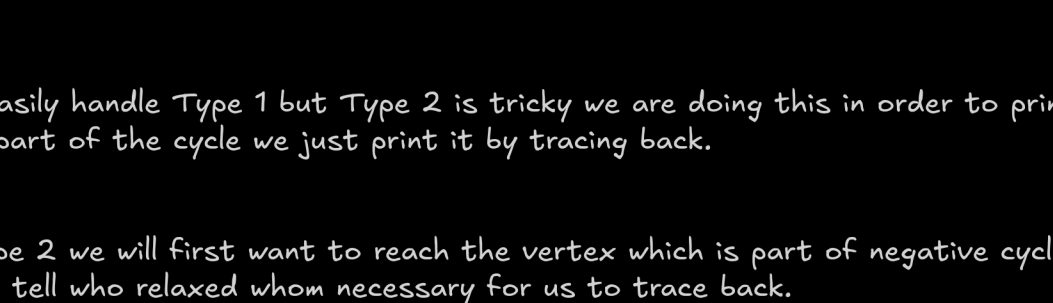 asily handle Type 1 but Type 2 is tricky we are doing this in order to prin
part of the cycle we just print it by tracing back.
pe 2 we will first want to reach the vertex which is part of negative cycl
tell who relaxed whom necessary for us to trace back.